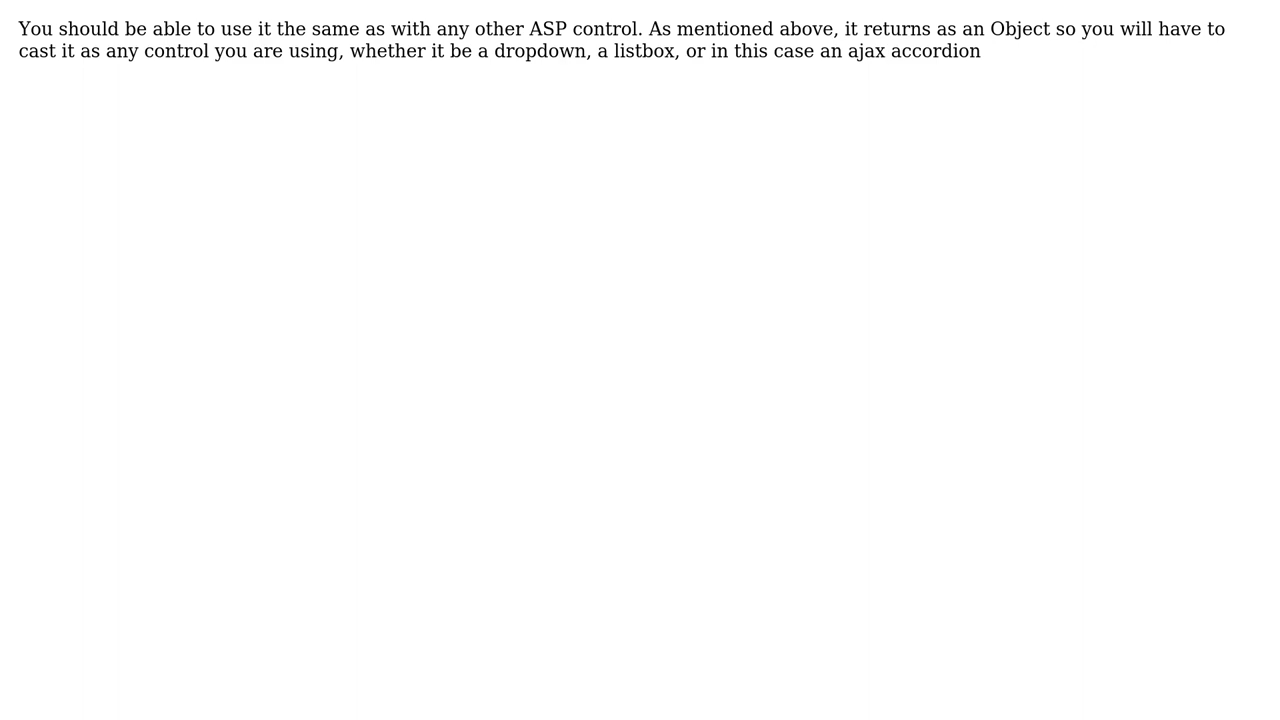 You should be able to use it the same as with any other ASP control. As mentioned above, it returns as an Object so you will have to
cast it as any control you are using, whether it be a dropdown, a listbox, or in this case an ajax accordion